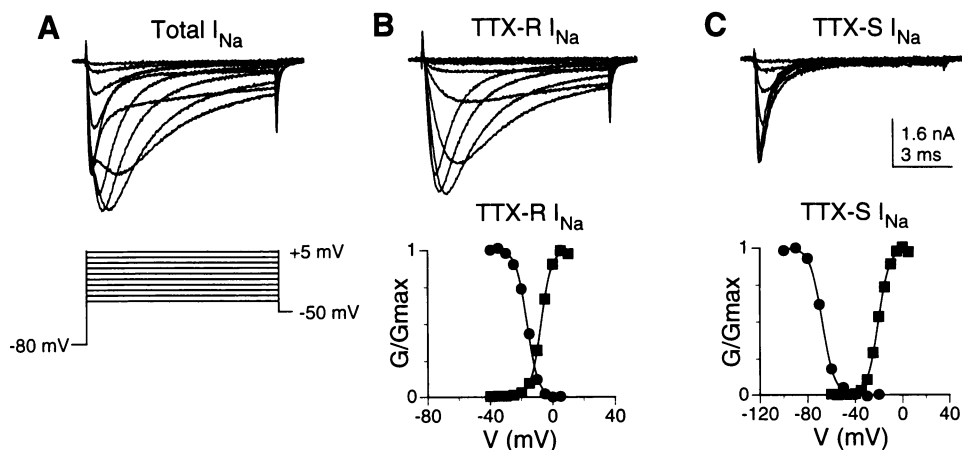 A
Total I_Na
B
TTX-R I_Na
C
TTX-S I_Na
1.6 nA
3 ms
+5 mV
-50 mV
-80 mV
TTX-R I_Na
1
G/Gmax
0
-80 -40 0 40
V (mV)
TTX-S I_Na
1
G/Gmax
0
-120 -80 -40 0 40
V (mV)